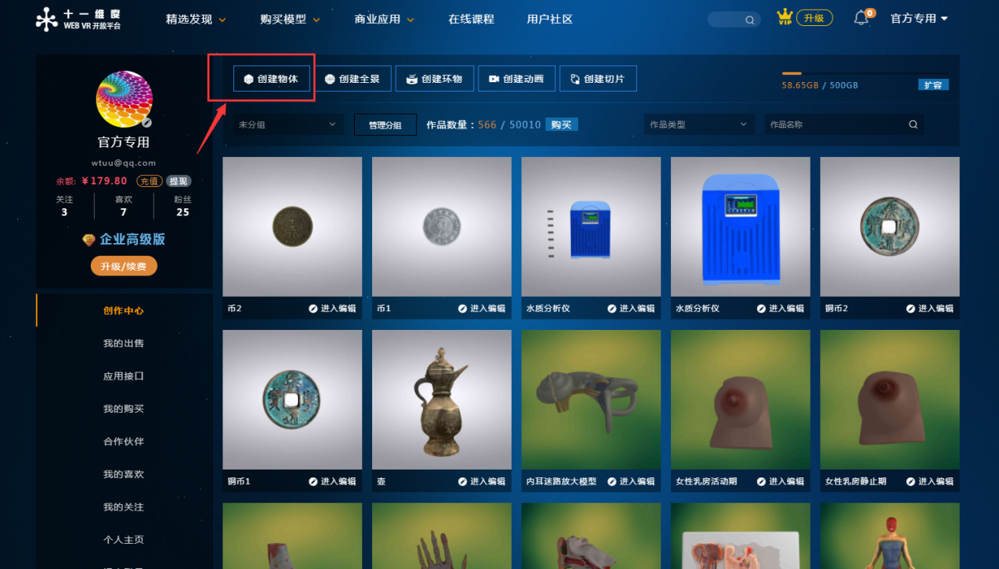 十一维度
WEB VR 开放平台
精选发现 购买模型 商业应用 在线课程 用户社区
VIP 升级 0 官方专用
官方专用
wtuu@qq.com
余额: ¥179.80 充值 提现
关注 喜欢 粉丝
3 7 25
企业高级版
升级/续费
创作中心
我的出售
应用接口
我的购买
合作伙伴
我的喜欢
我的关注
个人主页
创建物体 创建全景 创建环物 创建动画 创建切片
58.65GB / 500GB 扩容
未分组 管理分组 作品数量：566 / 50010 购买 作品类型 作品名称
币2 进入编辑 币1 进入编辑 水质分析仪 进入编辑 水质分析仪 进入编辑 铜币2 进入编辑
铜币1 进入编辑 壶 进入编辑 内耳迷路放大模型 进入编辑 女性乳房活动期 进入编辑 女性乳房静止期 进入编辑